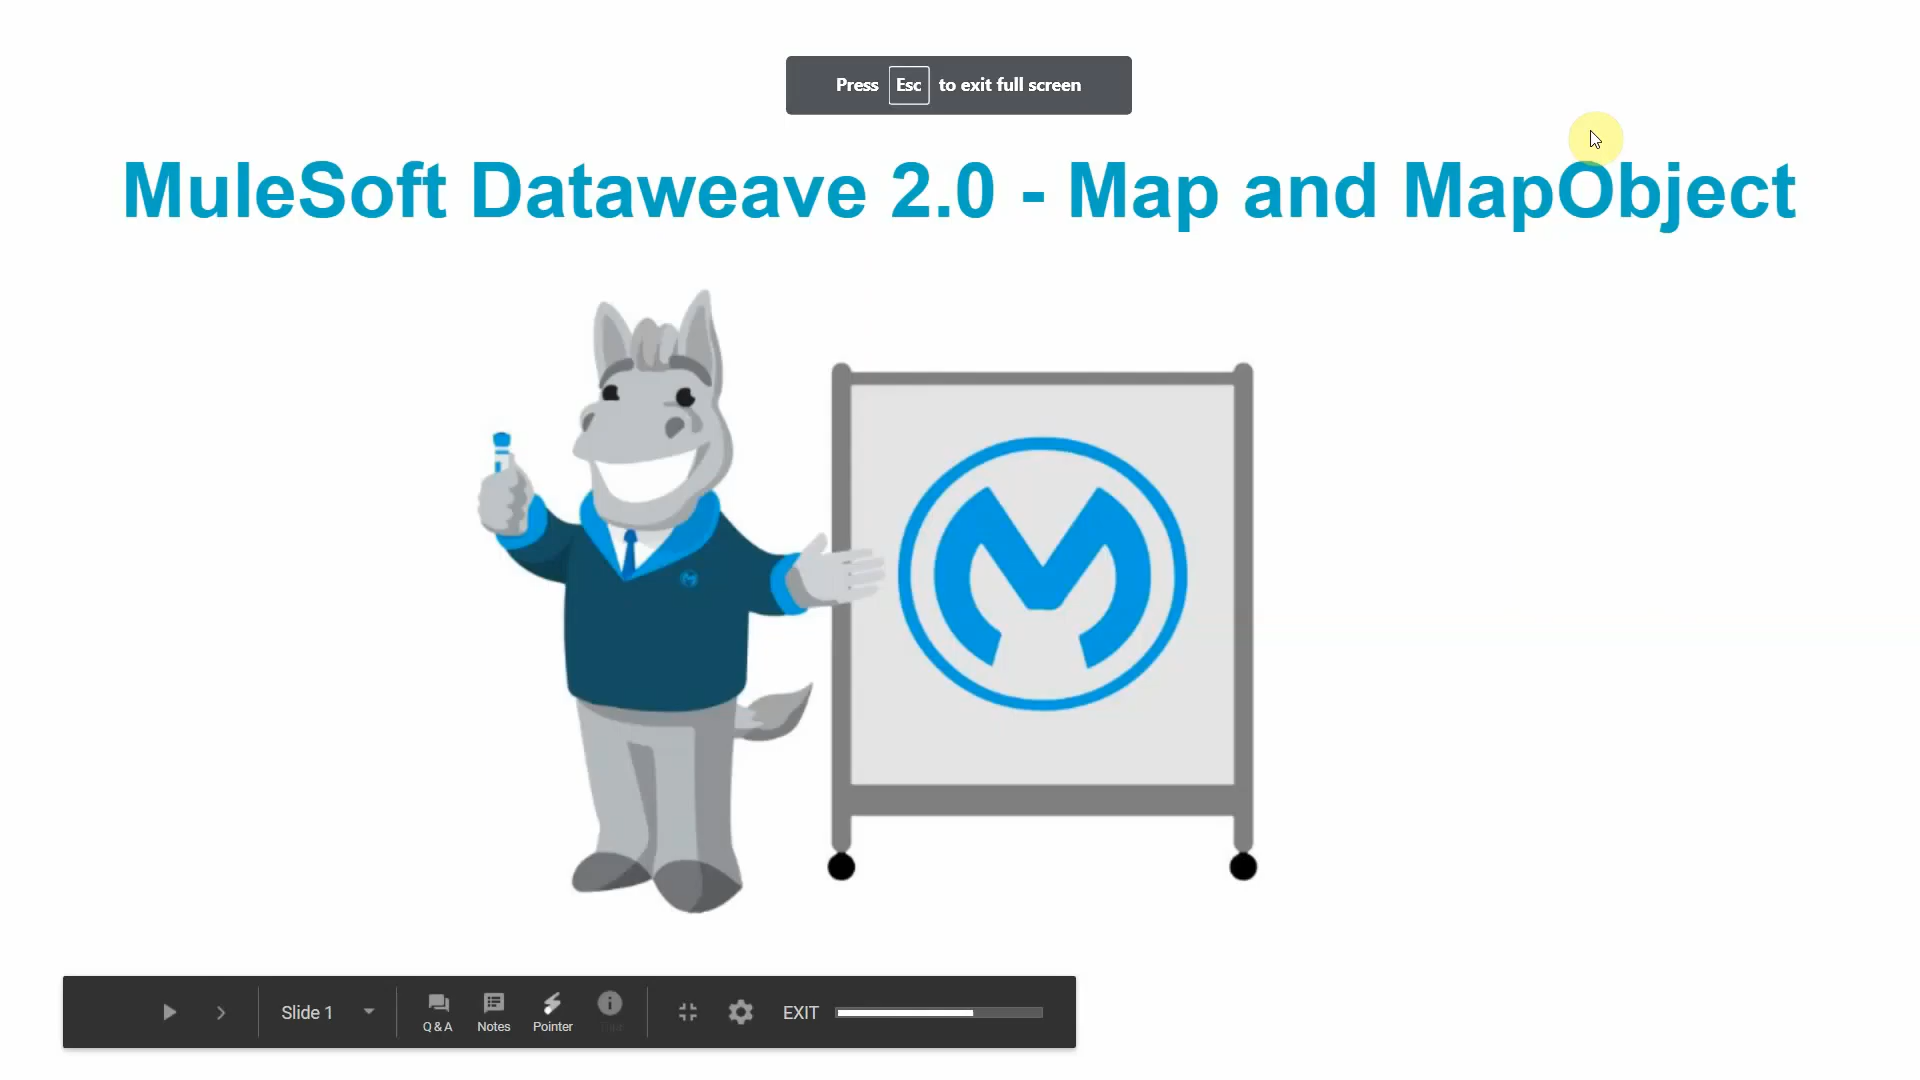 Press Esc to exit full screen
MuleSoft Dataweave 2.0 - Map and MapObject
Slide 1
Q & A
Notes
Pointer
EXIT